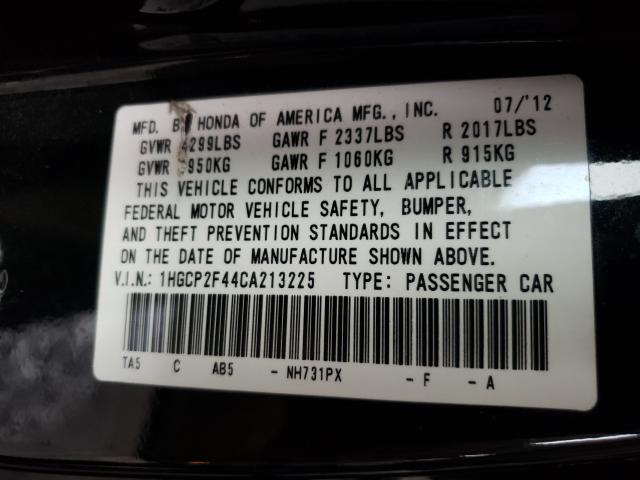 MFD. BY HONDA OF AMERICA MFG., INC. 07/'12
GVWR 4299LBS GAWR F 2337LBS R 2017LBS
GVWR 1950KG GAWR F 1060KG R 915KG
THIS VEHICLE CONFORMS TO ALL APPLICABLE
FEDERAL MOTOR VEHICLE SAFETY, BUMPER,
AND THEFT PREVENTION STANDARDS IN EFFECT
ON THE DATE OF MANUFACTURE SHOWN ABOVE.
V.I.N.: 1HGCP2F44CA213225 TYPE: PASSENGER CAR
TA5 C AB5 - NH731PX - F - A